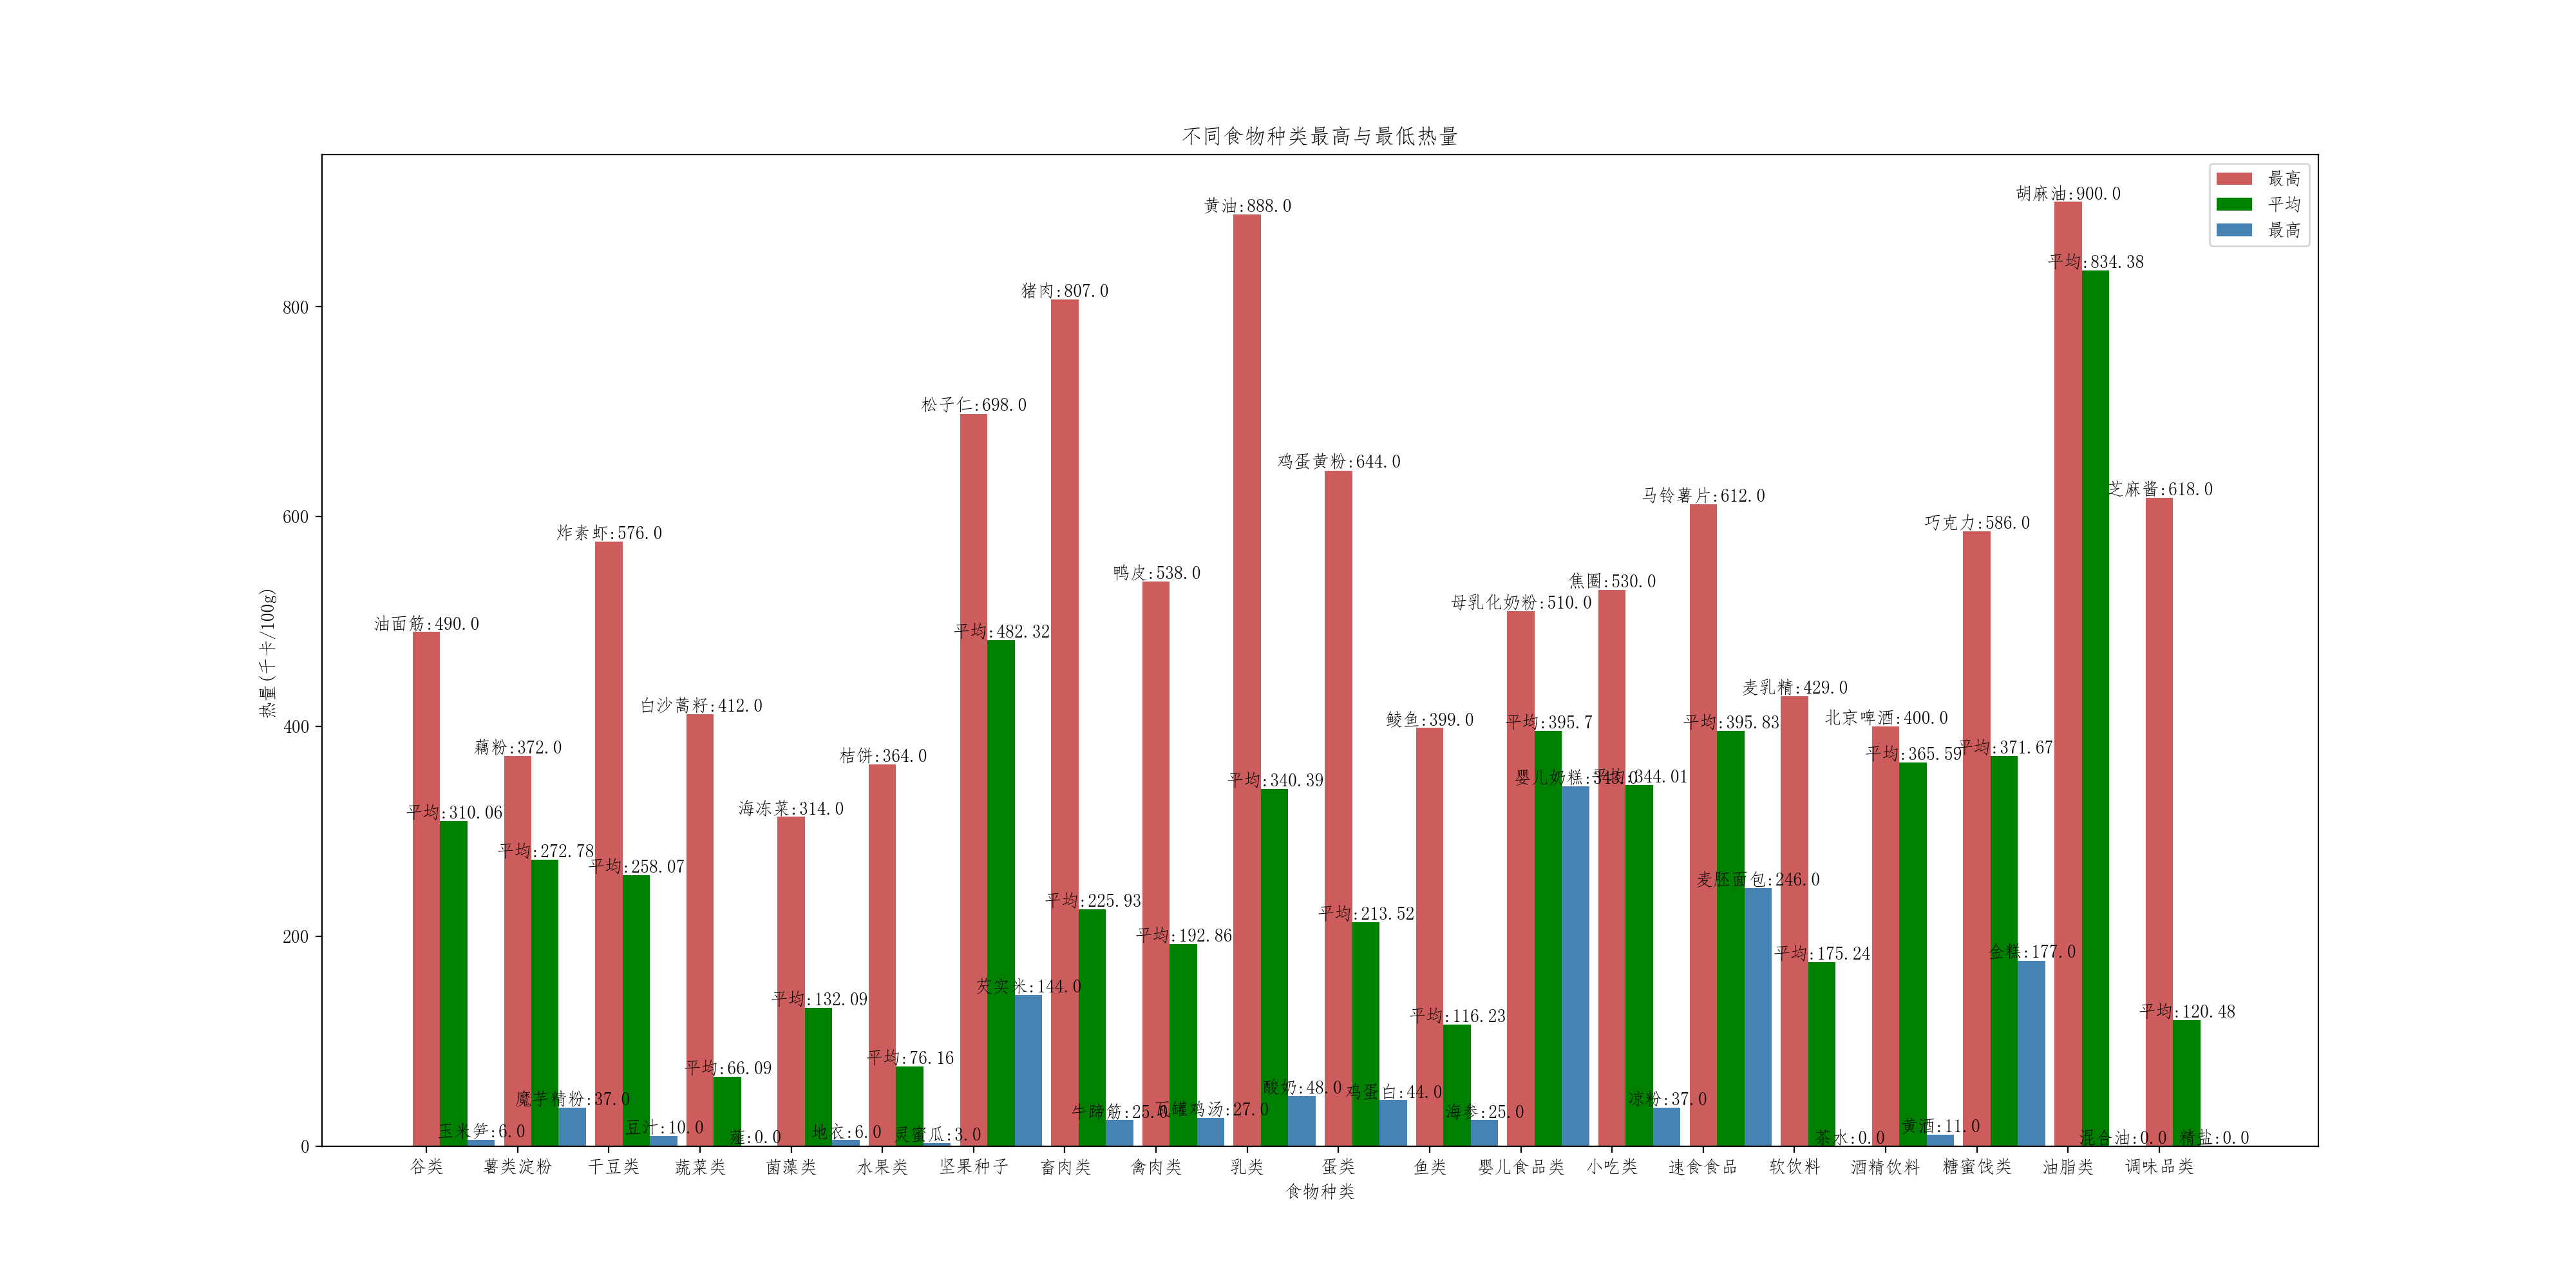 不同食物种类最高与最低热量
最高
平均
最高
热量(千卡/100g)
800
600
400
200
0
油面筋:490.0
平均:310.06
玉米笋:6.0
藕粉:372.0
平均:272.78
魔芋精粉:37.0
炸素虾:576.0
平均:258.07
豆汁:10.0
白沙蒿籽:412.0
平均:66.09
薤:0.0
海冻菜:314.0
平均:132.09
地衣:6.0
桔饼:364.0
平均:76.16
灵蜜瓜:3.0
松子仁:698.0
平均:482.32
芡实米:144.0
猪肉:807.0
平均:225.93
牛蹄筋:25.0
鸭皮:538.0
平均:192.86
瓦罐鸡汤:27.0
黄油:888.0
平均:340.39
酸奶:48.0
鸡蛋黄粉:644.0
平均:213.52
鸡蛋白:44.0
鲮鱼:399.0
平均:116.23
海参:25.0
母乳化奶粉:510.0
平均:395.7
婴儿奶糕:343.0
焦圈:530.0
平均:344.01
凉粉:37.0
马铃薯片:612.0
平均:395.83
麦胚面包:246.0
麦乳精:429.0
平均:175.24
茶水:0.0
北京啤酒:400.0
平均:365.59
黄酒:11.0
巧克力:586.0
平均:371.67
金糕:177.0
胡麻油:900.0
平均:834.38
混合油:0.0
芝麻酱:618.0
平均:120.48
精盐:0.0
谷类 薯类淀粉 干豆类 蔬菜类 菌藻类 水果类 坚果种子 畜肉类 禽肉类 乳类 蛋类 鱼类 婴儿食品类 小吃类 速食食品 软饮料 酒精饮料 糖蜜饯类 油脂类 调味品类
食物种类